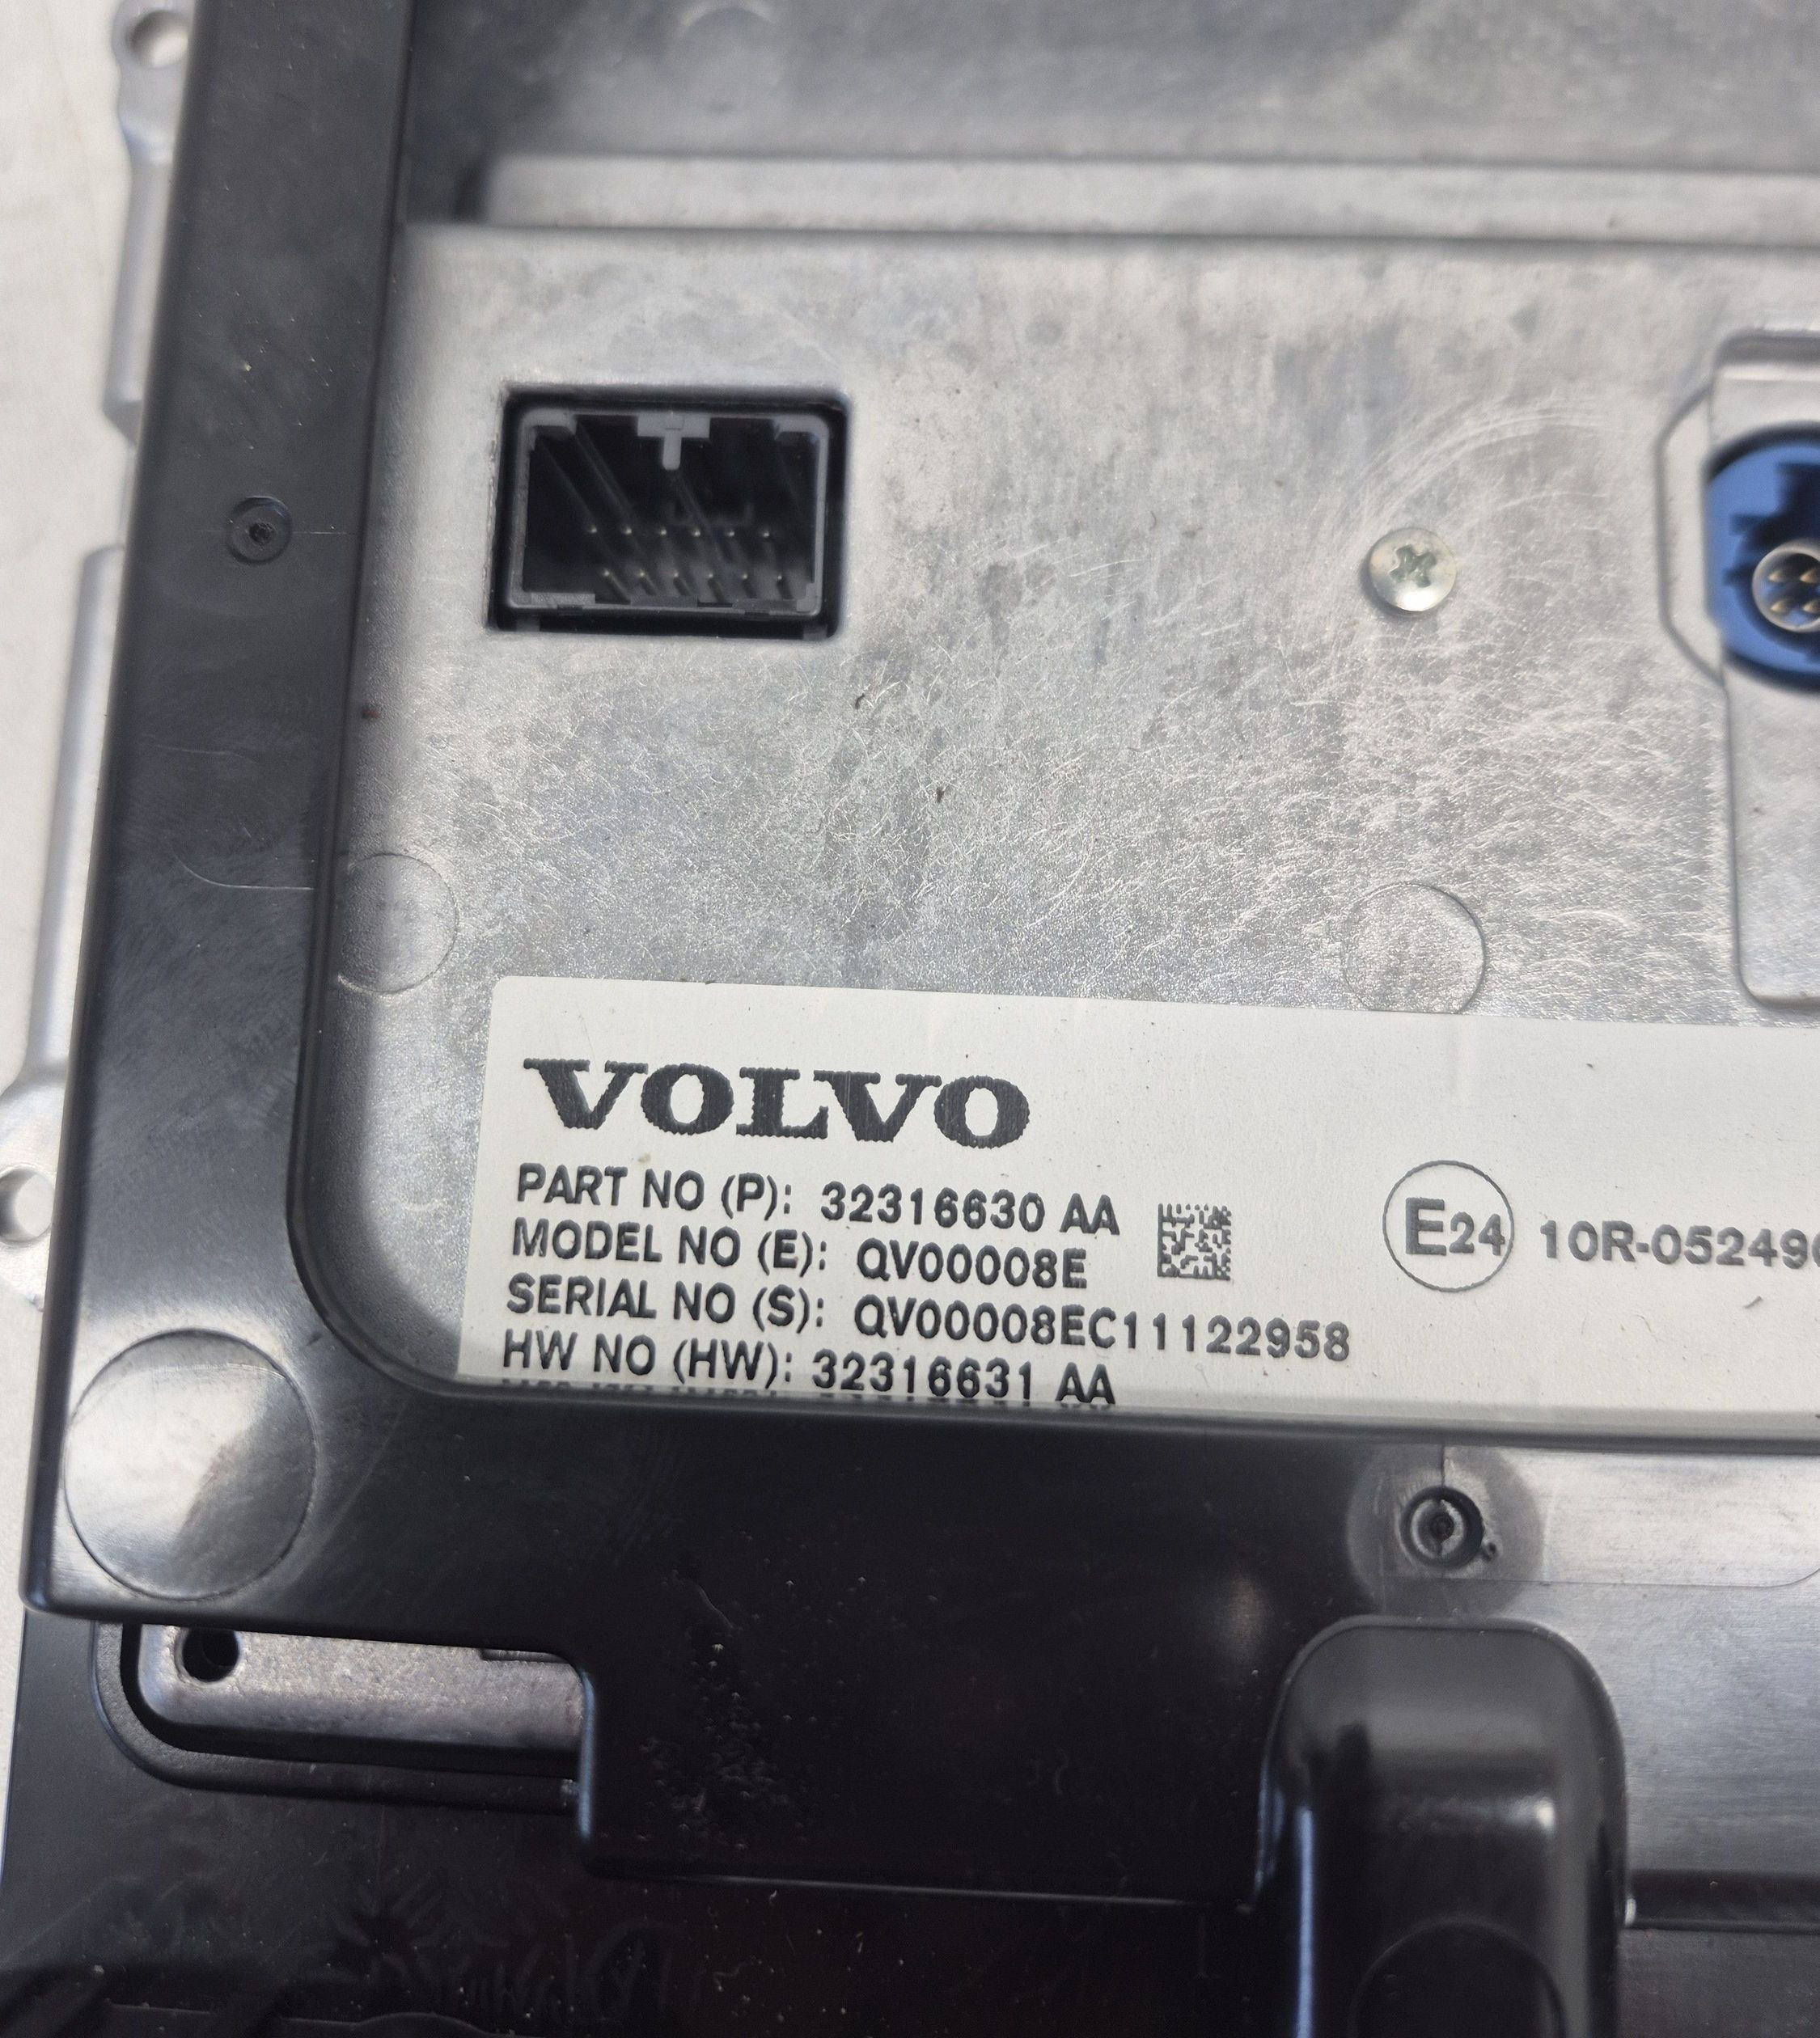 VOLVO
PART NO (P): 32316630 AA
MODEL NO (E): QV00008E
SERIAL NO (S): QV00008EC11122958
HW NO (HW): 32316631 AA
E24 10R-05249